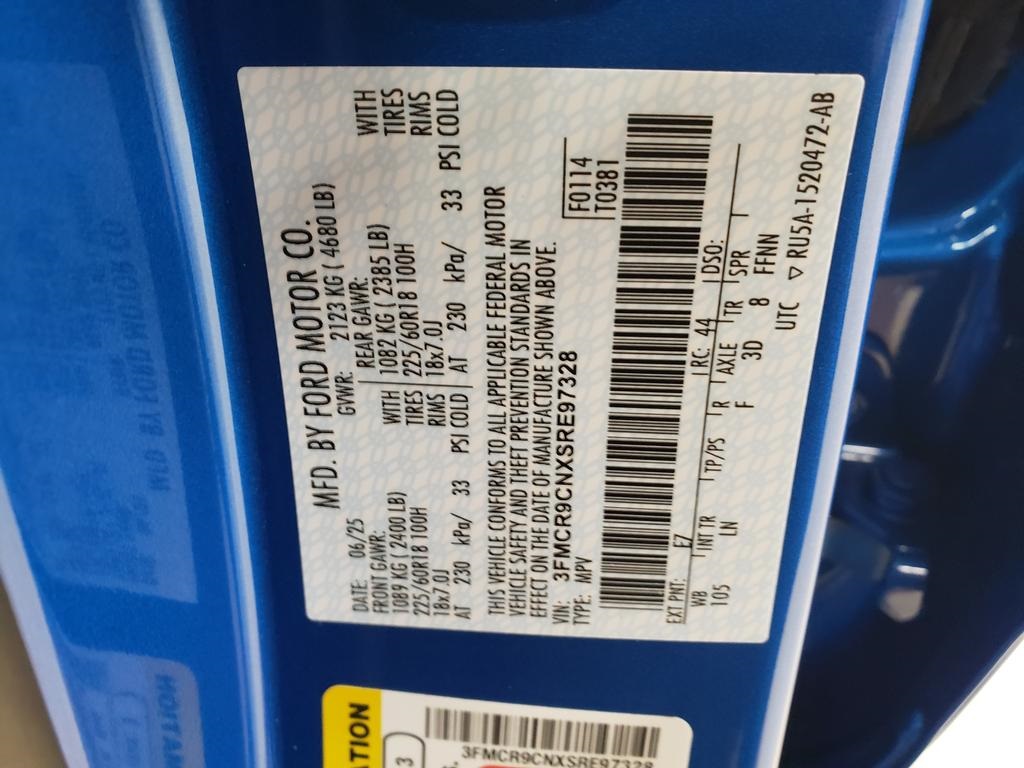 MFD. BY FORD MOTOR CO.
DATE: 06/25 GVWR: 2123 KG ( 4680 LB)
FRONT GAWR: REAR GAWR:
1089 KG ( 2400 LB) WITH 1082 KG ( 2385 LB) WITH
225/60R18 100H TIRES 225/60R18 100H TIRES
18x7.0J RIMS 18x7.0J RIMS
AT 230 kPa/ 33 PSI COLD AT 230 kPa/ 33 PSI COLD
THIS VEHICLE CONFORMS TO ALL APPLICABLE FEDERAL MOTOR
VEHICLE SAFETY AND THEFT PREVENTION STANDARDS IN
EFFECT ON THE DATE OF MANUFACTURE SHOWN ABOVE.
VIN: 3FMCR9CNXSRE97328
TYPE: MPV
F0114
T0381
EXT PNT: E7 RC: 44 DSO:
WB INT TR TP/PS R AXLE TR SPR
105 LN F 3D 8 FFNN
UTC ▽ RU5A-1520472-AB
ATION
3
3FMCR9CNXSRE97328